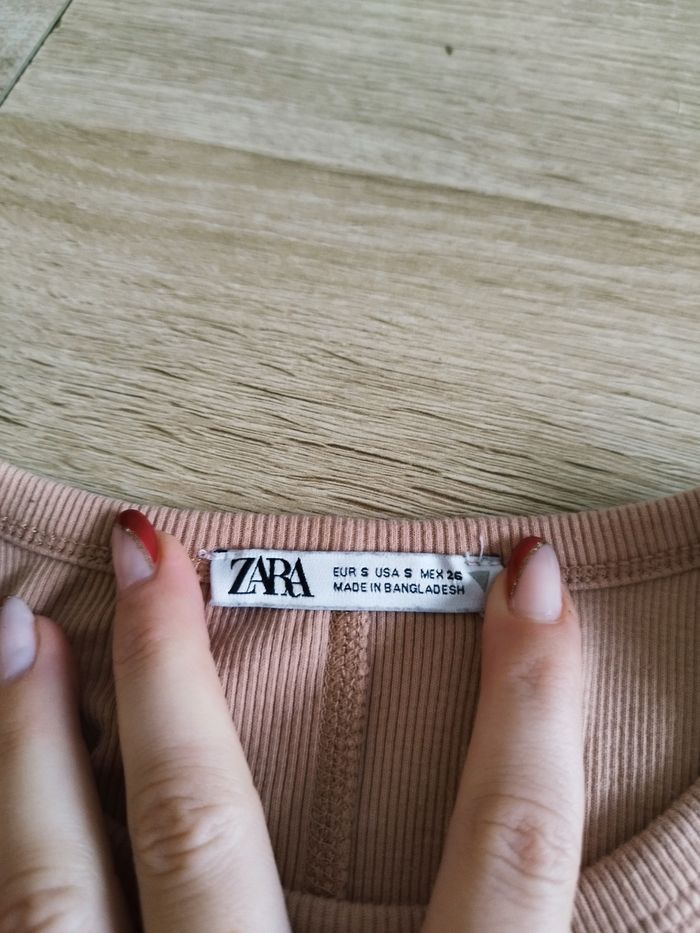 ZARA
EUR S USA S MEX 26
MADE IN BANGLADESH